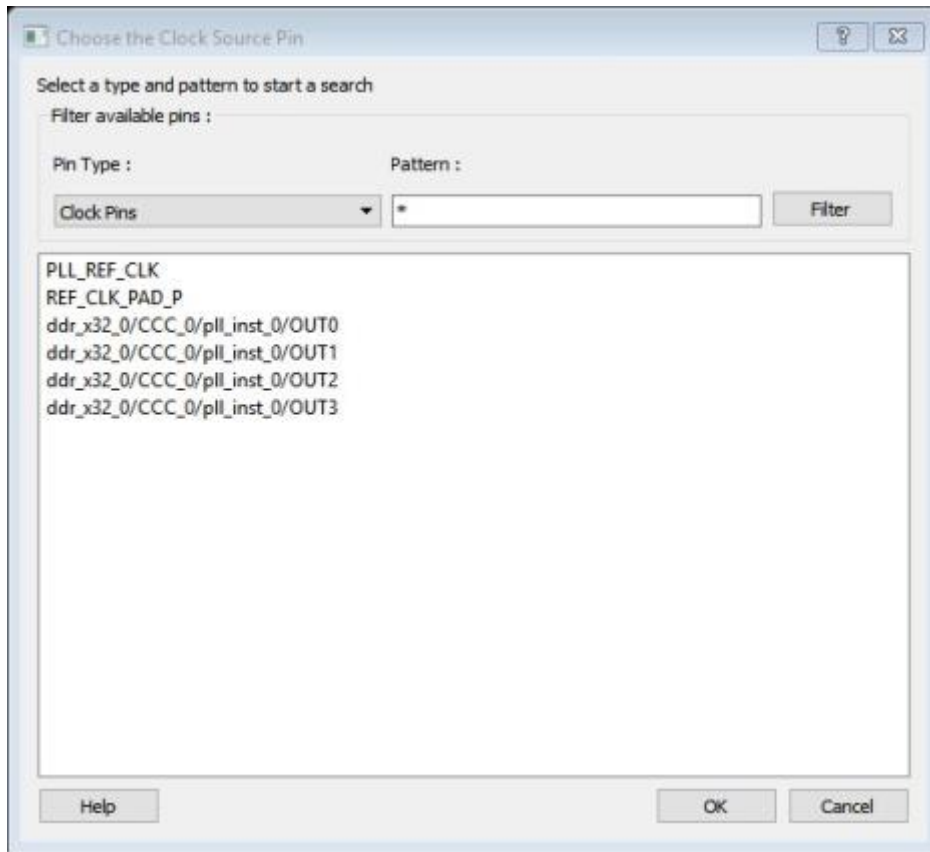 Choose the Clock Source Pin
Select a type and pattern to start a search
Filter available pins :
Pin Type : Pattern :
Clock Pins * Filter
PLL_REF_CLK
REF_CLK_PAD_P
ddr_x32_0/CCC_0/pll_inst_0/OUT0
ddr_x32_0/CCC_0/pll_inst_0/OUT1
ddr_x32_0/CCC_0/pll_inst_0/OUT2
ddr_x32_0/CCC_0/pll_inst_0/OUT3
Help OK Cancel